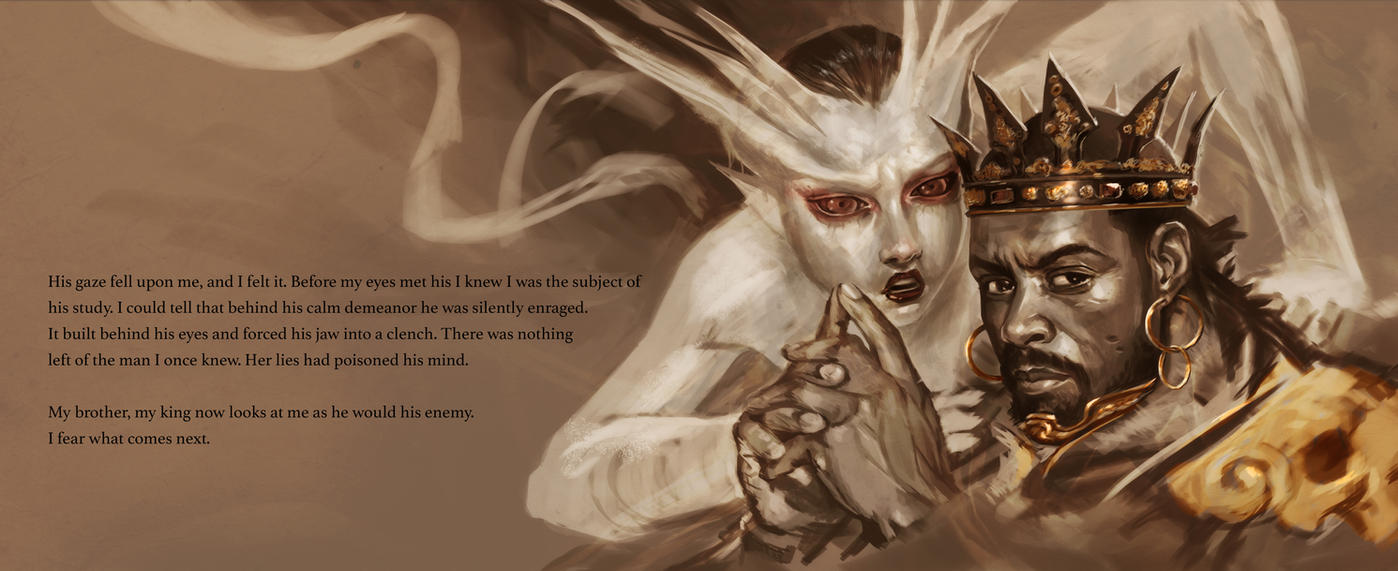 His gaze fell upon me, and I felt it. Before my eyes met his I knew I was the subject of
his study. I could tell that behind his calm demeanor he was silently enraged.
It built behind his eyes and forced his jaw into a clench. There was nothing
left of the man I once knew. Her lies had poisoned his mind.
My brother, my king now looks at me as he would his enemy.
I fear what comes next.